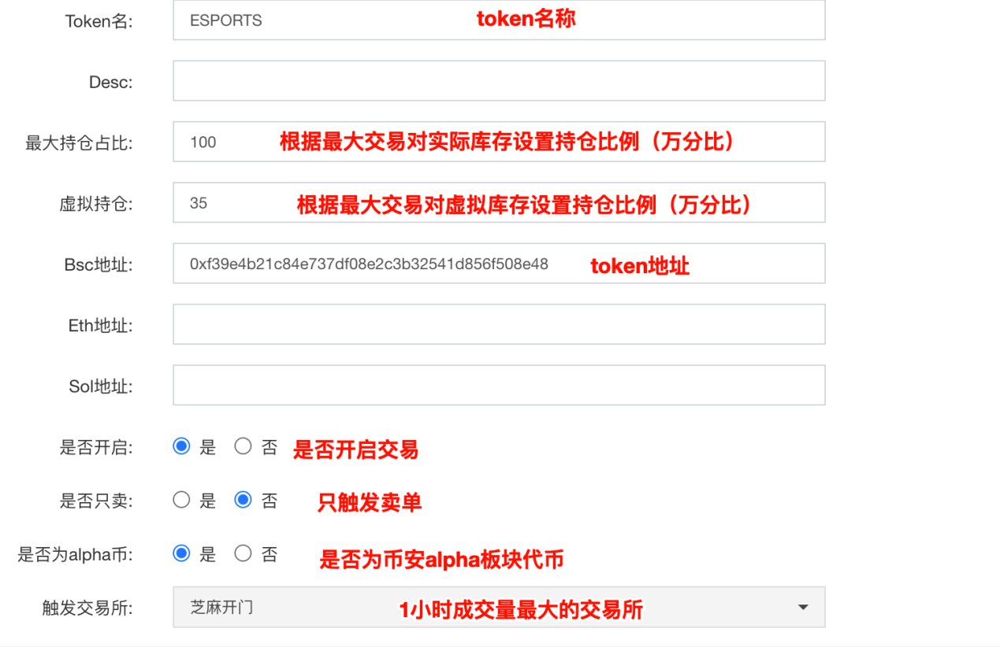 Token名: ESPORTS token名称
Desc:
最大持仓占比: 100 根据最大交易对实际库存设置持仓比例（万分比）
虚拟持仓: 35 根据最大交易对虚拟库存设置持仓比例（万分比）
Bsc地址: 0xf39e4b21c84e737df08e2c3b32541d856f508e48 token地址
Eth地址:
Sol地址:
是否开启: 是 否 是否开启交易
是否只卖: 是 否 只触发卖单
是否为alpha币: 是 否 是否为币安alpha板块代币
触发交易所: 芝麻开门 1小时成交量最大的交易所